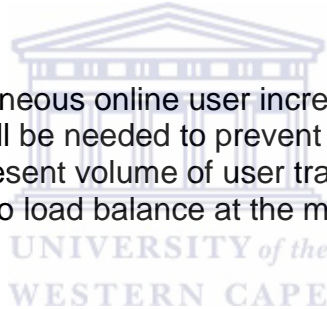 neous online user incre
ll be needed to prevent
esent volume of user tra
o load balance at the m
UNIVERSITY of the
WESTERN CAPE